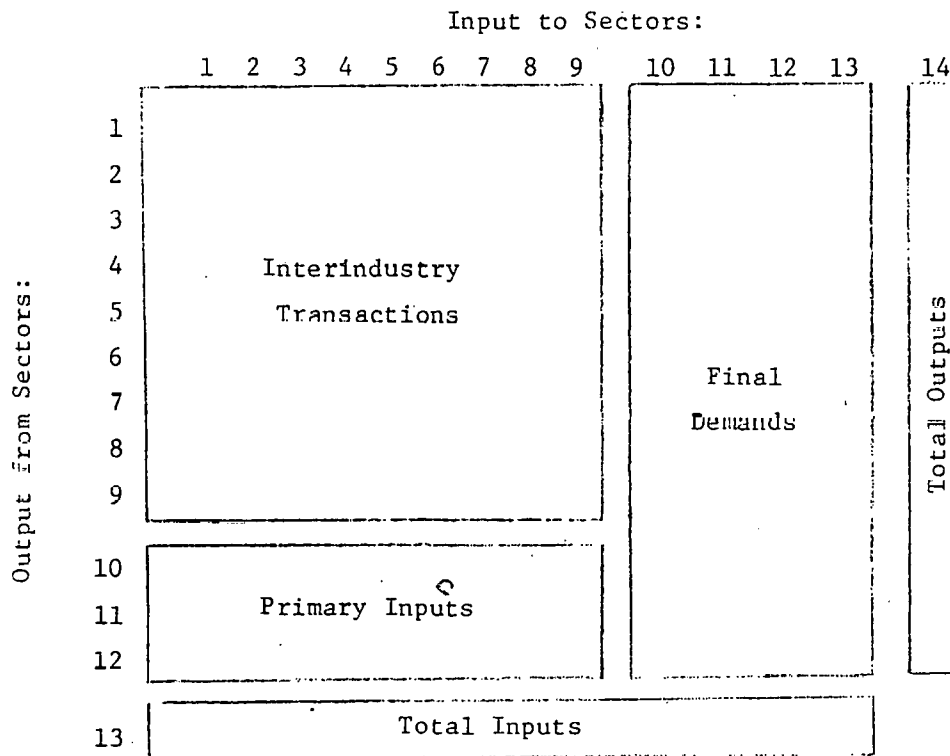 Input to Sectors:
1 2 3 4 5 6 7 8 9 10 11 12 13 14
Output from Sectors:
1
2
3
4
5
6
7
8
9
10
11
12
13
Interindustry
Transactions
Final
Demands
Total Outputs
Primary Inputs
Total Inputs